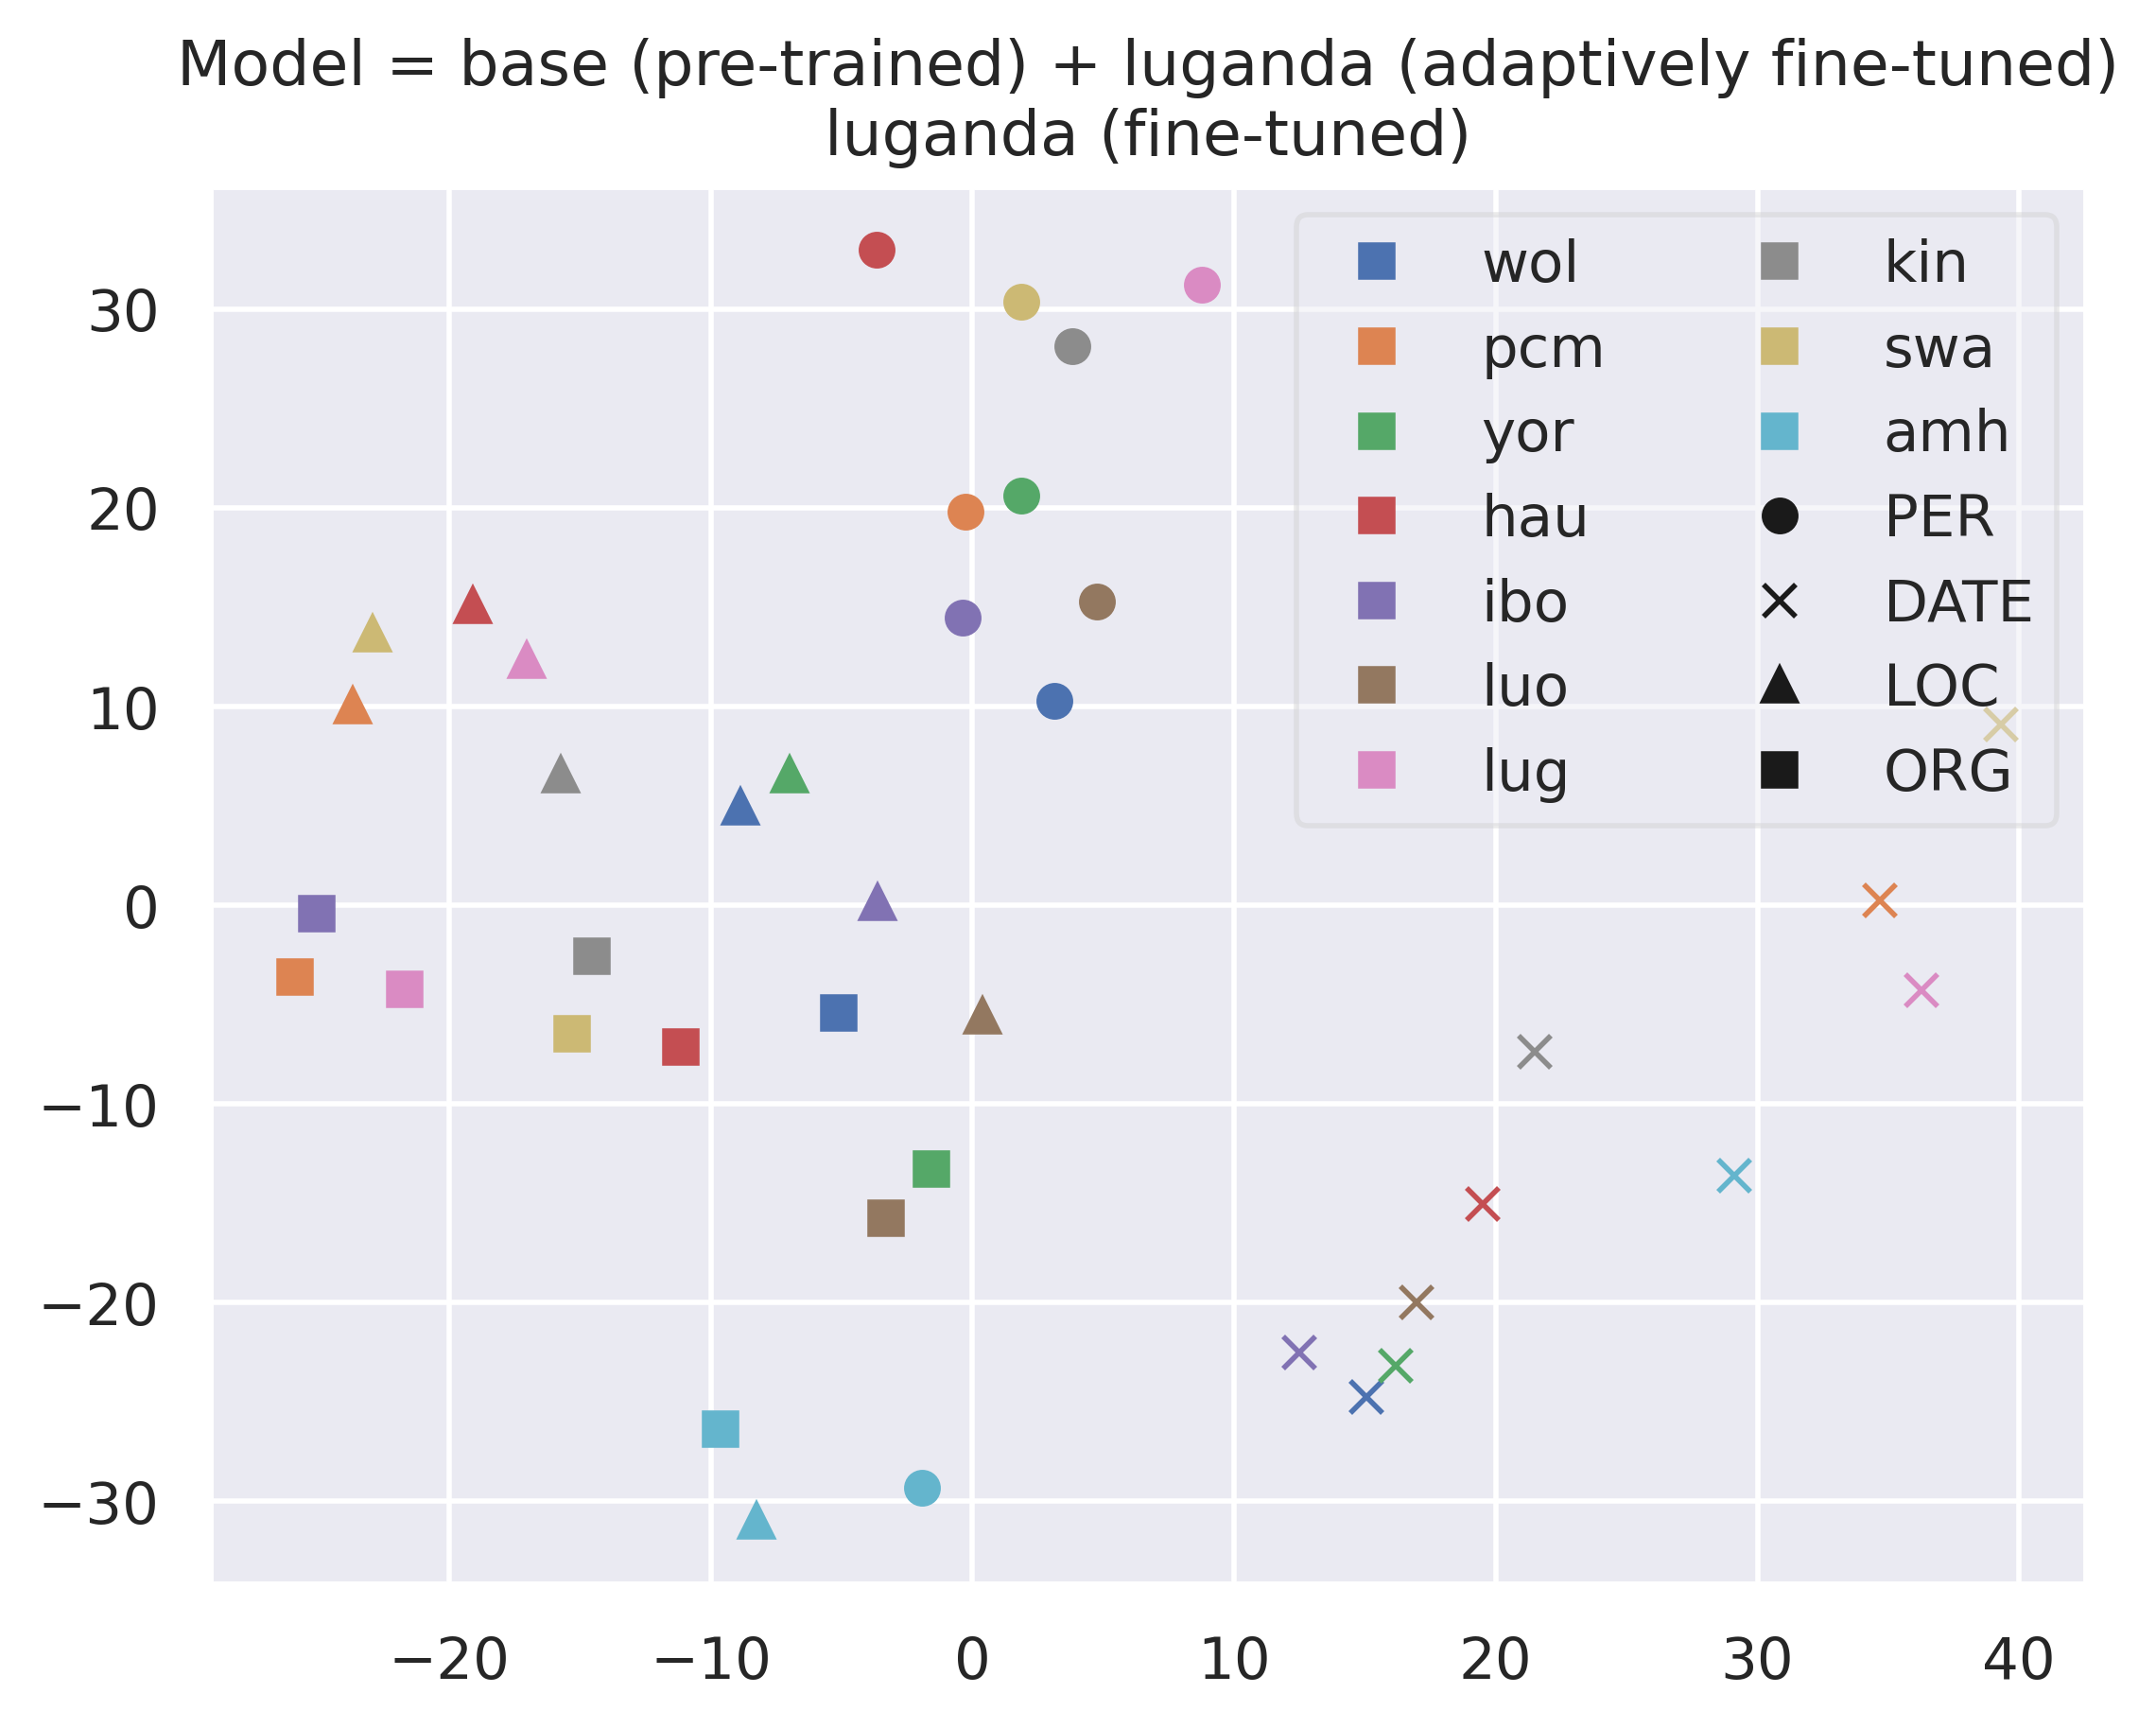 Model = base (pre-trained) + luganda (adaptively fine-tuned)
luganda (fine-tuned)
wol
pcm
yor
hau
ibo
luo
lug
kin
swa
amh
PER
DATE
LOC
ORG
30
20
10
0
−10
−20
−30
−20 −10 0 10 20 30 40